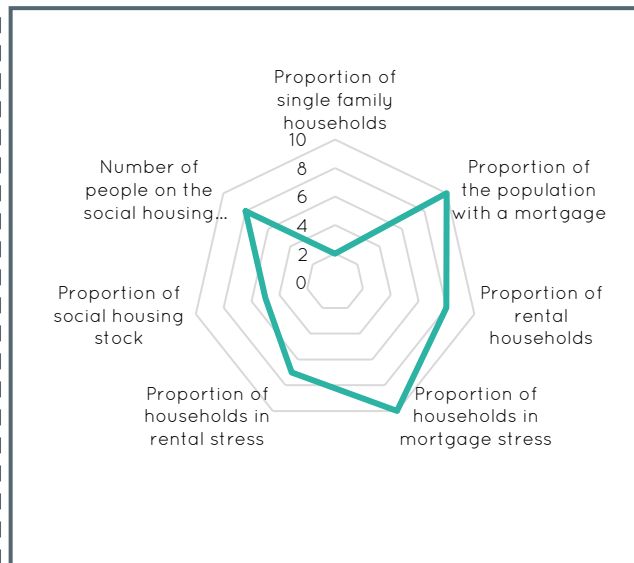 Proportion of
single family
households
10
8
6
4
2
0
Proportion of
the population
with a mortgage
Proportion of
rental
households
Proportion of
households in
mortgage stress
Proportion of
households in
rental stress
Proportion of
social housing
stock
Number of
people on the
social housing...